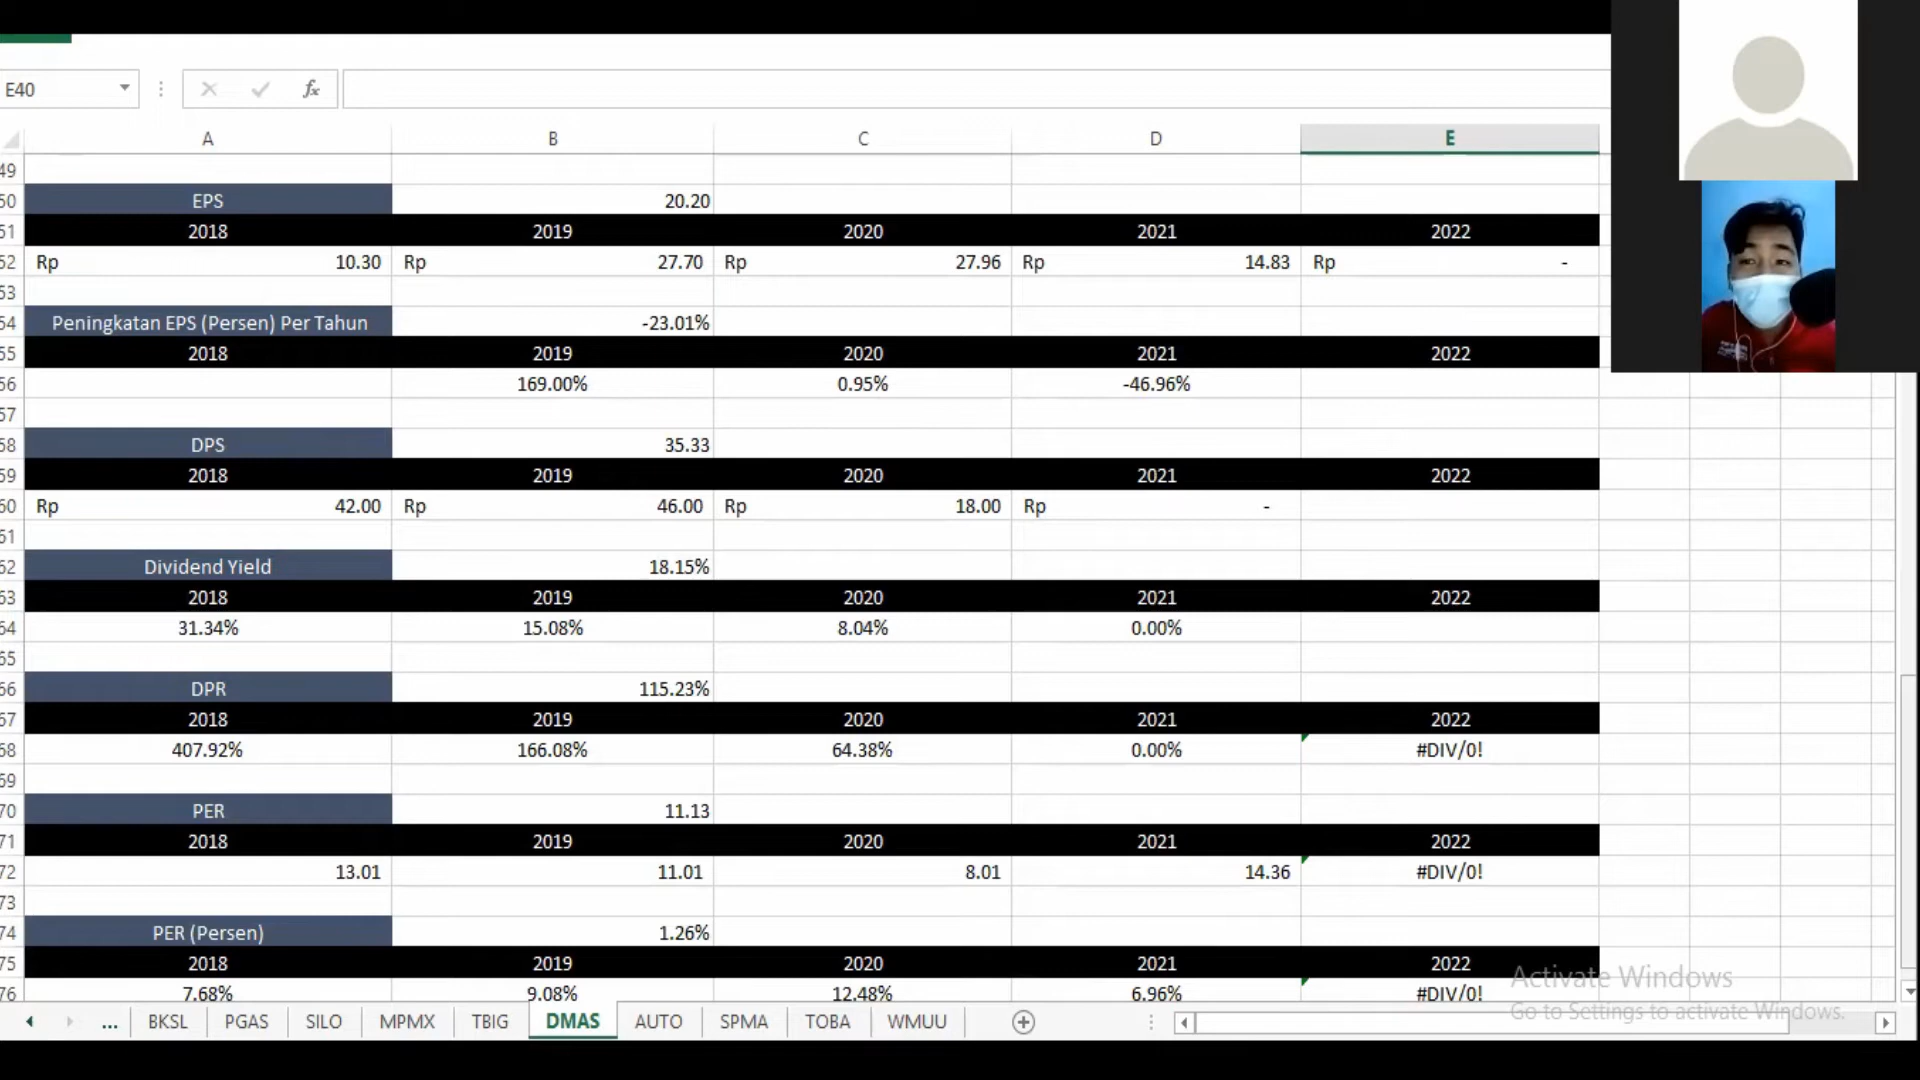 E40 fx
A B C D E
49
50 EPS 20.20
51 2018 2019 2020 2021 2022
52 Rp 10.30 Rp 27.70 Rp 27.96 Rp 14.83 Rp -
53
54 Peningkatan EPS (Persen) Per Tahun -23.01%
55 2018 2019 2020 2021 2022
56 169.00% 0.95% -46.96%
57
58 DPS 35.33
59 2018 2019 2020 2021 2022
60 Rp 42.00 Rp 46.00 Rp 18.00 Rp -
61
62 Dividend Yield 18.15%
63 2018 2019 2020 2021 2022
64 31.34% 15.08% 8.04% 0.00%
65
66 DPR 115.23%
67 2018 2019 2020 2021 2022
68 407.92% 166.08% 64.38% 0.00% #DIV/0!
69
70 PER 11.13
71 2018 2019 2020 2021 2022
72 13.01 11.01 8.01 14.36 #DIV/0!
73
74 PER (Persen) 1.26%
75 2018 2019 2020 2021 2022
76 7.68% 9.08% 12.48% 6.96% #DIV/0!
Activate Windows
Go to Settings to activate Windows.
... BKSL PGAS SILO MPMX TBIG DMAS AUTO SPMA TOBA WMUU